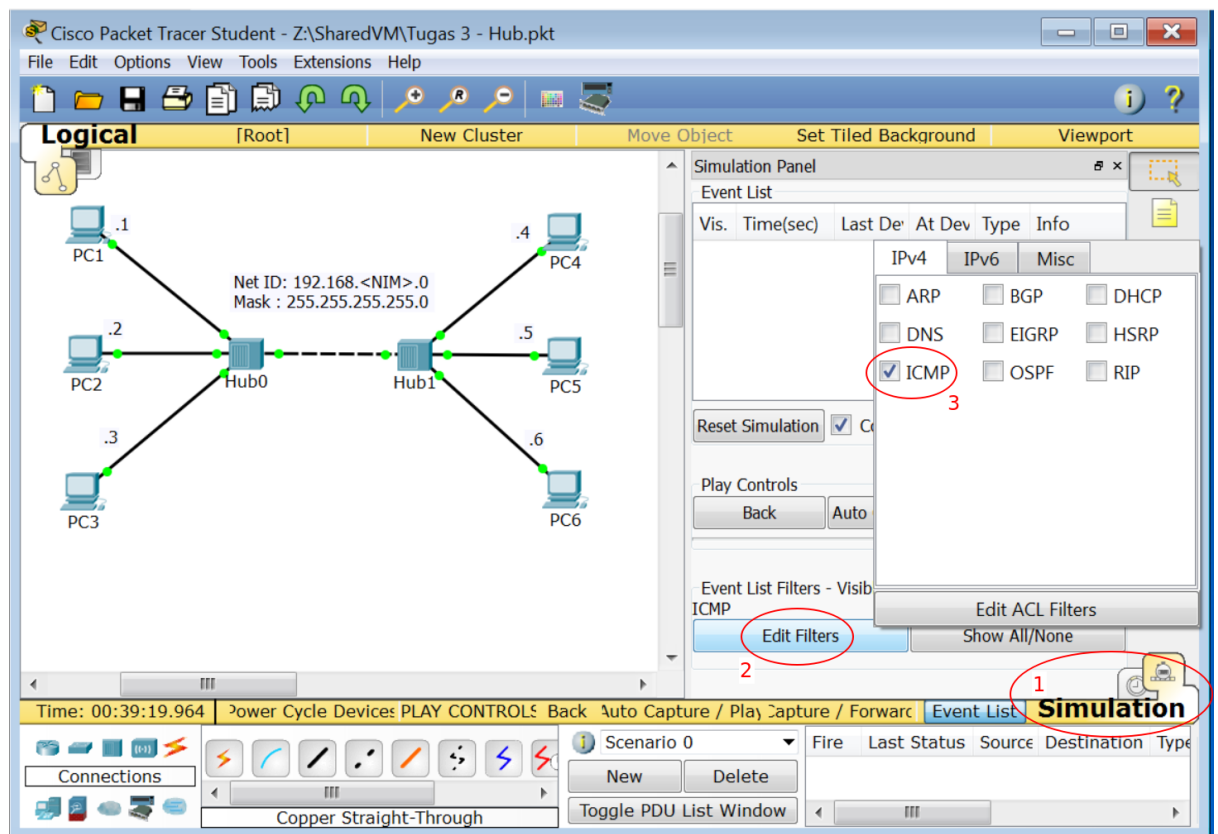 Cisco Packet Tracer Student - Z:\SharedVM\Tugas 3 - Hub.pkt
File Edit Options View Tools Extensions Help
Logical [Root] New Cluster Move Object Set Tiled Background Viewport
Simulation Panel
Event List
Vis. Time(sec) Last De At Dev Type Info
IPv4 IPv6 Misc
ARP BGP DHCP
DNS EIGRP HSRP
ICMP OSPF RIP
3
.1
PC1
.4
PC4
Net ID: 192.168.<NIM>.0
Mask : 255.255.255.255.0
.2
PC2
Hub0
Hub1
.5
PC5
.3
PC3
.6
PC6
Reset Simulation
Play Controls
Back Auto
Event List Filters - Visib
ICMP
Edit ACL Filters
Edit Filters Show All/None
2
1
Time: 00:39:19.964 Power Cycle Devices PLAY CONTROLS Back Auto Capture / Play Capture / Forward Event List Simulation
Scenario 0
Fire Last Status Source Destination Type
Connections
New Delete
Toggle PDU List Window
Copper Straight-Through